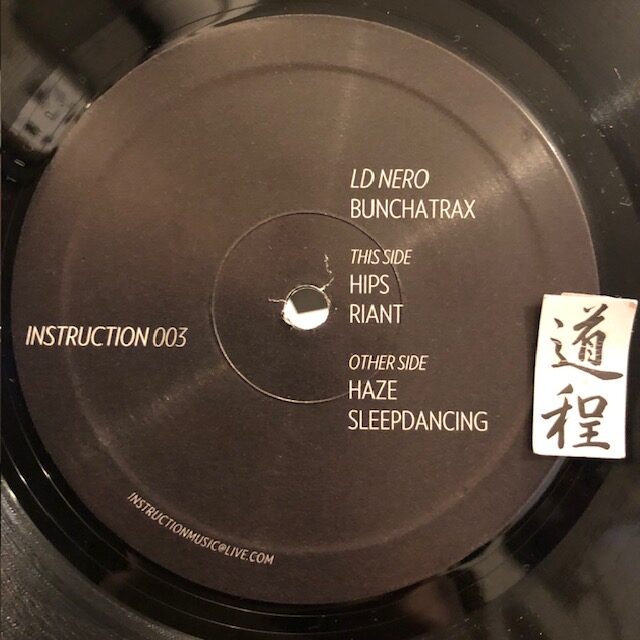 LD NERO
BUNCHATRAX
THIS SIDE
HIPS
RIANT
OTHER SIDE
HAZE
SLEEPDANCING
INSTRUCTION 003
INSTRUCTIONMUSIC@LIVE.COM
道程